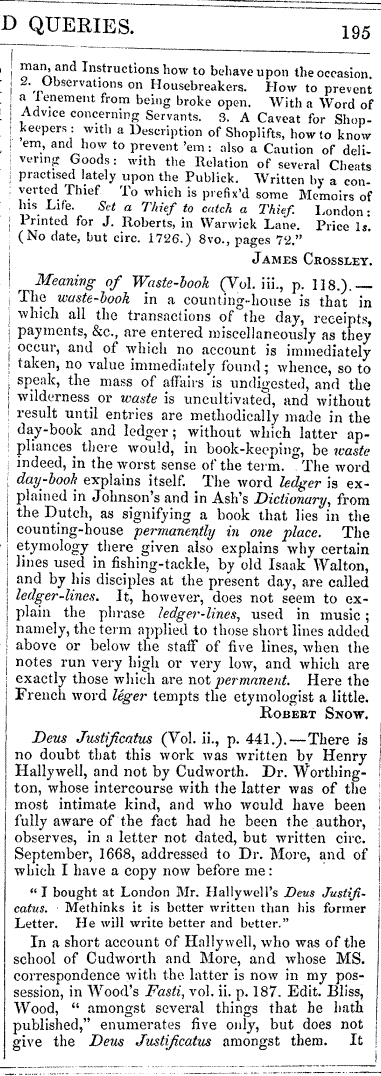 D QUERIES. 195
man, and Instructions how to behave upon the occasion.
2. Observations on Housebreakers. How to prevent
a Tenement from being broke open. With a Word of
Advice concerning Servants. 3. A Caveat for Shop-
keepers: with a Description of Shoplifts, how to know
'em, and how to prevent 'em: also a Caution of deli-
vering Goods: with the Relation of several Cheats
practised lately upon the Publick. Written by a con-
verted Thief To which is prefix'd some Memoirs of
his Life. Set a Thief to catch a Thief. London:
Printed for J. Roberts, in Warwick Lane. Price 1s.
(No date, but circ. 1726.) 8vo., pages 72."
JAMES CROSSLEY.
Meaning of Waste-book (Vol. iii., p. 118.).—
The waste-book in a counting-house is that in
which all the transactions of the day, receipts,
payments, &c., are entered miscellaneously as they
occur, and of which no account is immediately
taken, no value immediately found; whence, so to
speak, the mass of affairs is undigested, and the
wilderness or waste is uncultivated, and without
result until entries are methodically made in the
day-book and ledger; without which latter ap-
pliances there would, in book-keeping, be waste
indeed, in the worst sense of the term. The word
day-book explains itself. The word ledger is ex-
plained in Johnson's and in Ash's Dictionary, from
the Dutch, as signifying a book that lies in the
counting-house permanently in one place. The
etymology there given also explains why certain
lines used in fishing-tackle, by old Isaak Walton,
and by his disciples at the present day, are called
ledger-lines. It, however, does not seem to ex-
plain the phrase ledger-lines, used in music;
namely, the term applied to those short lines added
above or below the staff of five lines, when the
notes run very high or very low, and which are
exactly those which are not permanent. Here the
French word léger tempts the etymologist a little.
ROBERT SNOW.
Deus Justificatus (Vol. ii., p. 441.).—There is
no doubt that this work was written by Henry
Hallywell, and not by Cudworth. Dr. Worthing-
ton, whose intercourse with the latter was of the
most intimate kind, and who would have been
fully aware of the fact had he been the author,
observes, in a letter not dated, but written circ.
September, 1668, addressed to Dr. More, and of
which I have a copy now before me:
"I bought at London Mr. Hallywell's Deus Justifi-
catus. Methinks it is better written than his former
Letter. He will write better and better."
In a short account of Hallywell, who was of the
school of Cudworth and More, and whose MS.
correspondence with the latter is now in my pos-
session, in Wood's Fasti, vol. ii. p. 187. Edit. Bliss,
Wood, "amongst several things that he hath
published," enumerates five only, but does not
give the Deus Justificatus amongst them. It